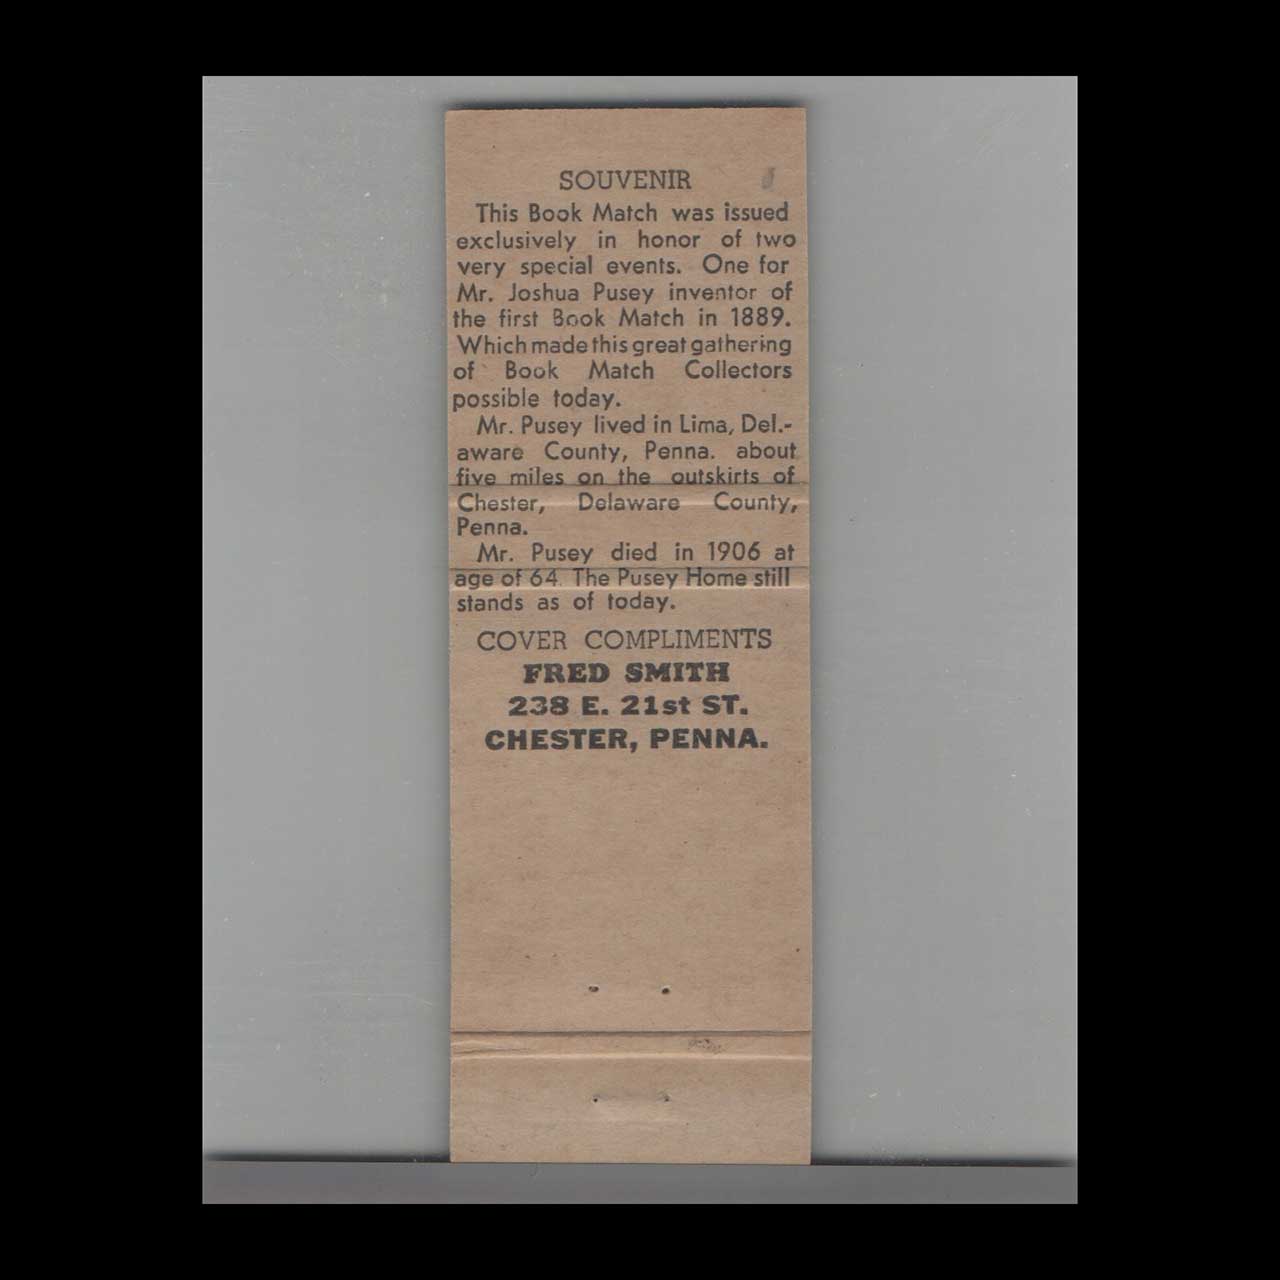 SOUVENIR
This Book Match was issued
exclusively in honor of two
very special events. One for
Mr. Joshua Pusey inventor of
the first Book Match in 1889.
Which made this great gathering
of Book Match Collectors
possible today.
Mr. Pusey lived in Lima, Del.-
aware County, Penna. about
five miles on the outskirts of
Chester, Delaware County,
Penna.
Mr. Pusey died in 1906 at
age of 64. The Pusey Home still
stands as of today.
COVER COMPLIMENTS
FRED SMITH
238 E. 21st ST.
CHESTER, PENNA.